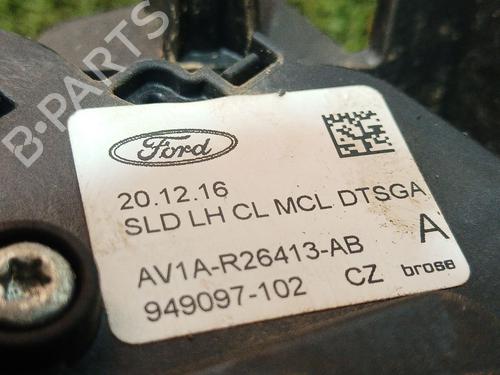 B-PARTS
Ford
20.12.16
SLD LH CL MCL DTSGA
A
AV1A-R26413-AB
949097-102 CZ brose